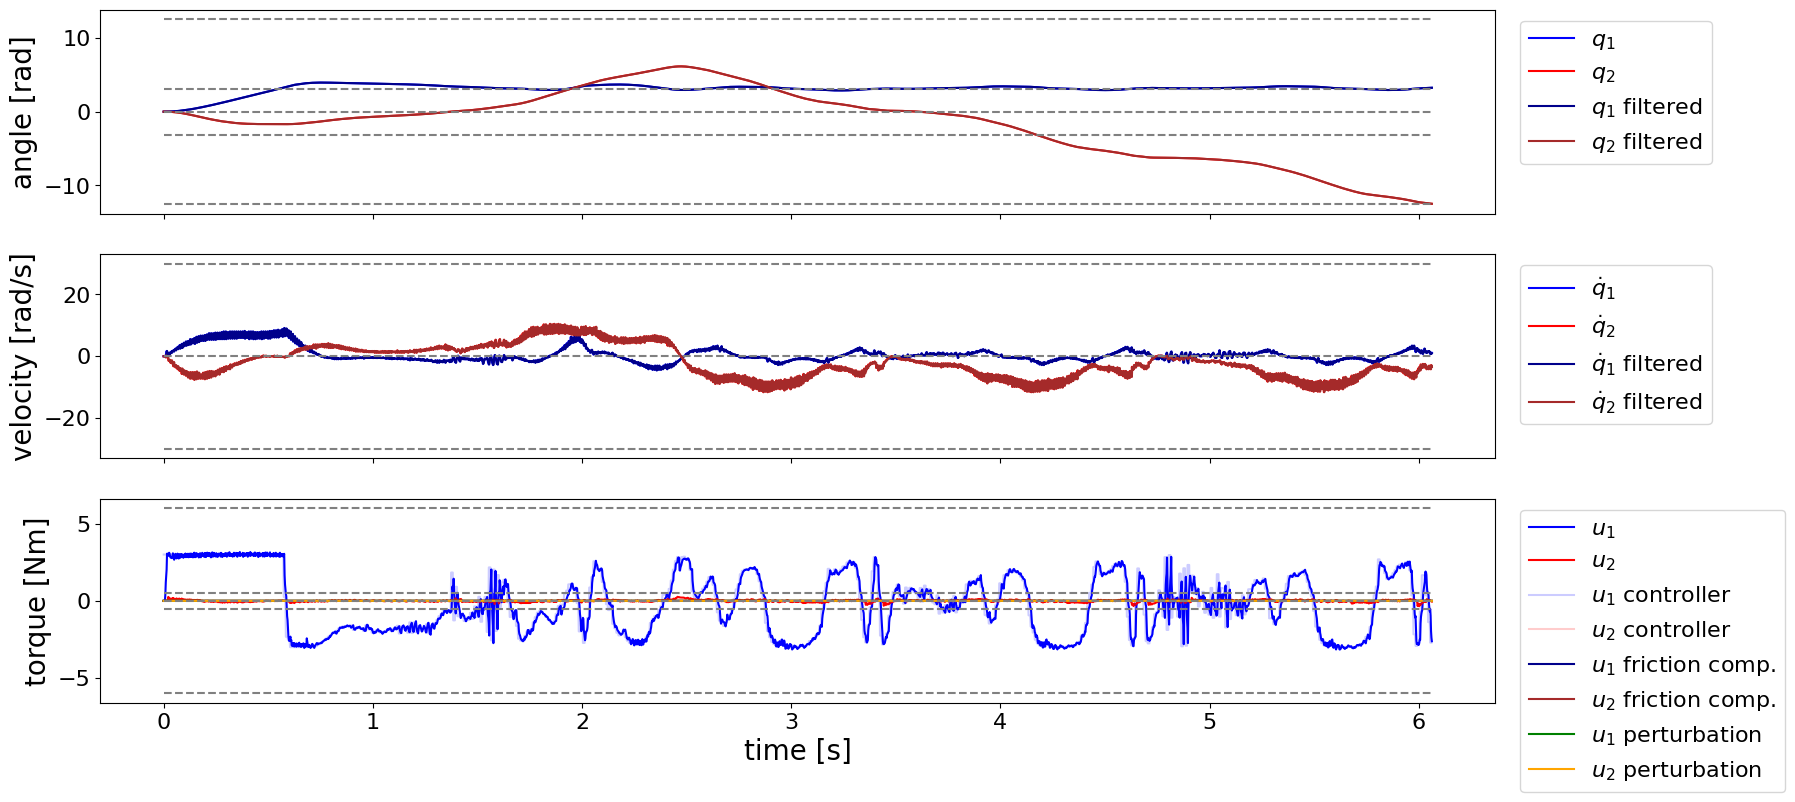 angle [rad]
10
0
−10
q₁
q₂
q₁ filtered
q₂ filtered
velocity [rad/s]
20
0
−20
q̇₁
q̇₂
q̇₁ filtered
q̇₂ filtered
torque [Nm]
5
0
−5
0 1 2 3 4 5 6
time [s]
u₁
u₂
u₁ controller
u₂ controller
u₁ friction comp.
u₂ friction comp.
u₁ perturbation
u₂ perturbation